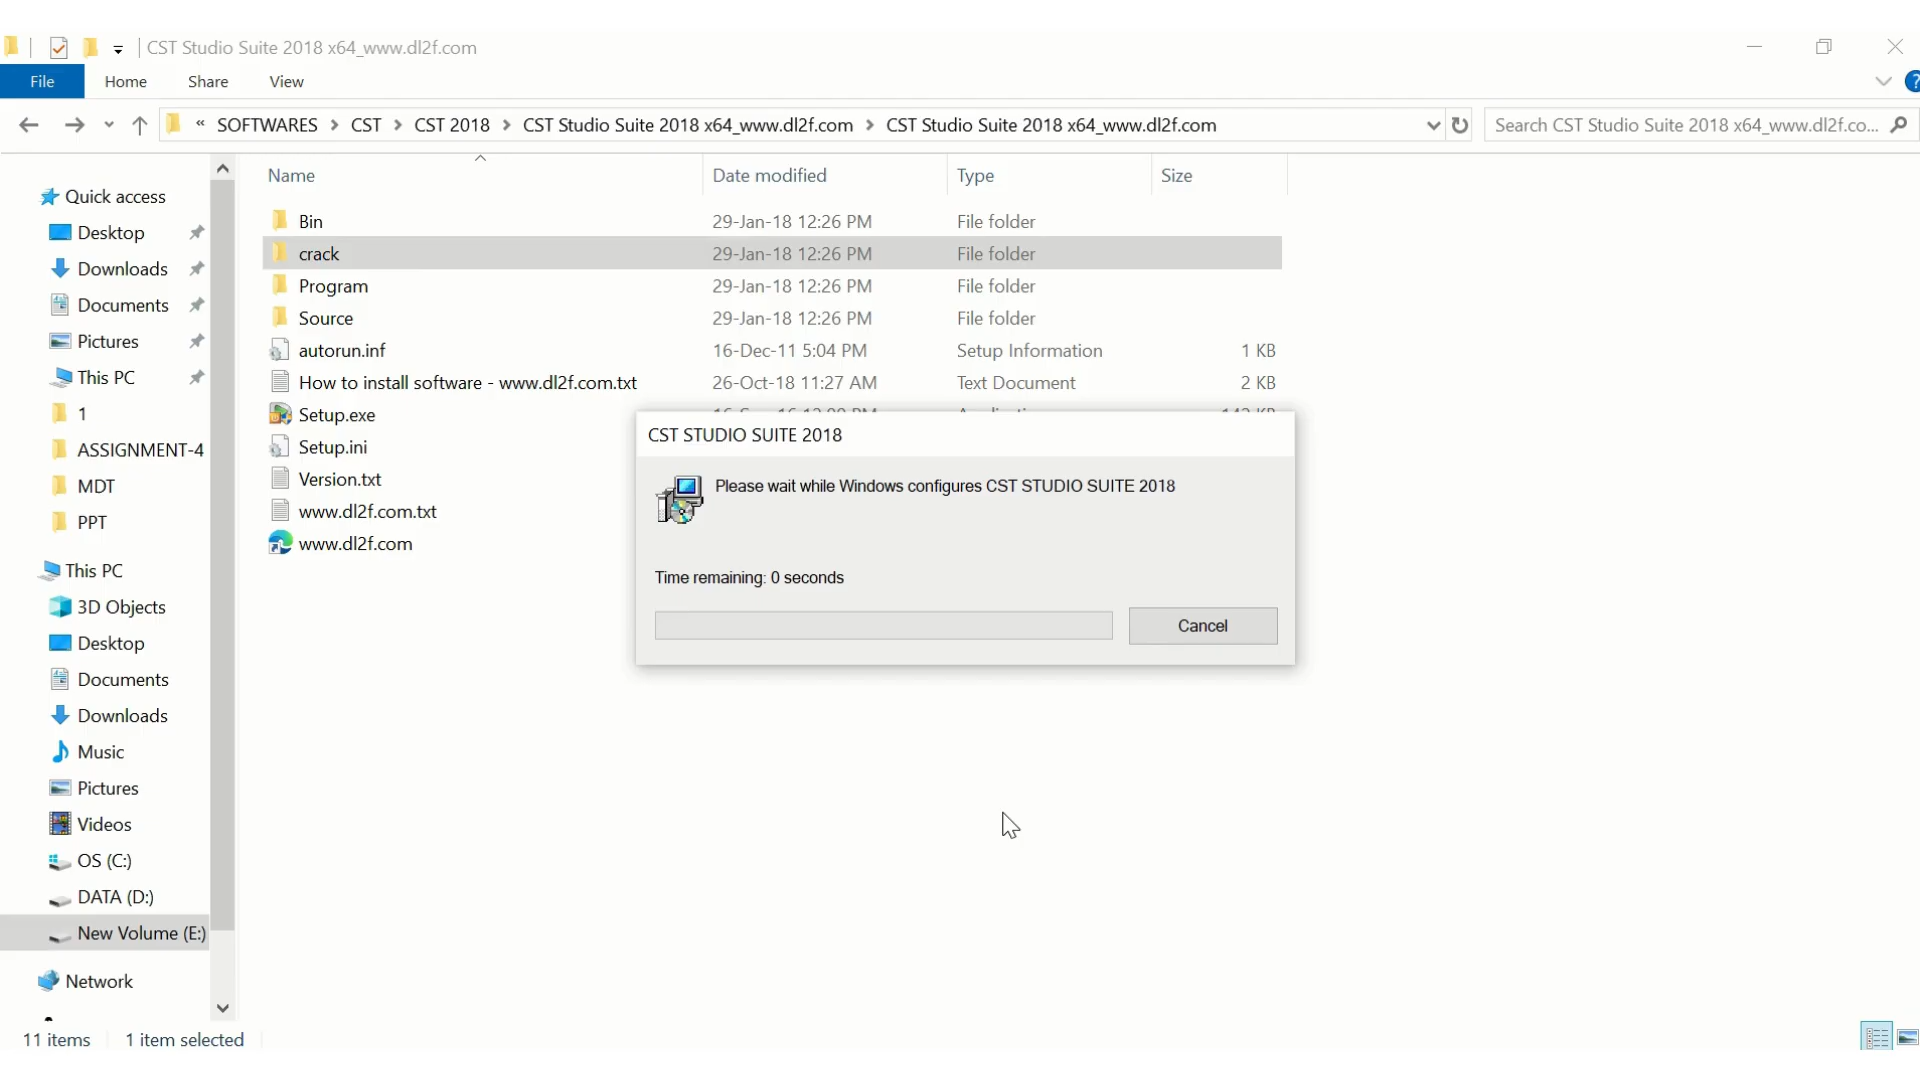 CST Studio Suite 2018 x64_www.dl2f.com
File Home Share View
?
« SOFTWARES > CST > CST 2018 > CST Studio Suite 2018 x64_www.dl2f.com > CST Studio Suite 2018 x64_www.dl2f.com
Search CST Studio Suite 2018 x64_www.dl2f.co...
Quick access
Desktop
Downloads
Documents
Pictures
This PC
1
ASSIGNMENT-4
MDT
PPT
This PC
3D Objects
Desktop
Documents
Downloads
Music
Pictures
Videos
OS (C:)
DATA (D:)
New Volume (E:)
Network
Name Date modified Type Size
Bin 29-Jan-18 12:26 PM File folder
crack 29-Jan-18 12:26 PM File folder
Program 29-Jan-18 12:26 PM File folder
Source 29-Jan-18 12:26 PM File folder
autorun.inf 16-Dec-11 5:04 PM Setup Information 1 KB
How to install software - www.dl2f.com.txt 26-Oct-18 11:27 AM Text Document 2 KB
Setup.exe
Setup.ini
Version.txt
www.dl2f.com.txt
www.dl2f.com
CST STUDIO SUITE 2018
Please wait while Windows configures CST STUDIO SUITE 2018
Time remaining: 0 seconds
Cancel
11 items 1 item selected